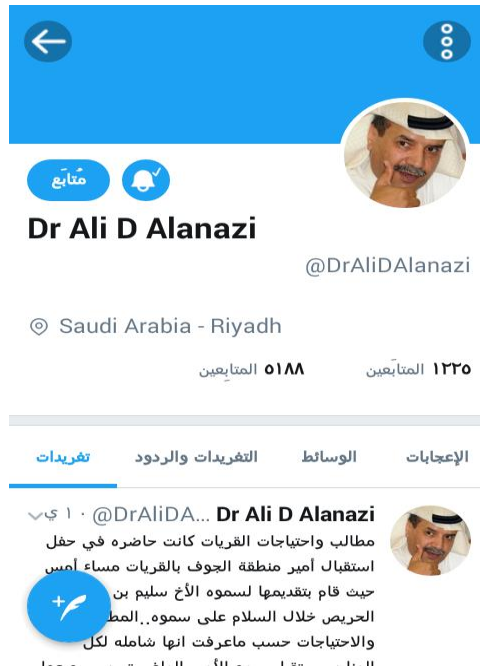 مُتابَع
Dr Ali D Alanazi
@DrAliDAlanazi
Saudi Arabia - Riyadh
١٢٢٥ المتابَعين ٥١٨٨ المتابِعين
الإعجابات الوسائط التغريدات والردود تغريدات
Dr Ali D Alanazi @DrAliDA... · ١ ي
مطالب واحتياجات القريات كانت حاضره في حفل
استقبال أمير منطقة الجوف بالقريات مساء أمس
حيث قام بتقديمها لسموه الأخ سليم بن
الحريص خلال السلام على سموه..
والاحتياجات حسب ماعرفت انها شامله لكل